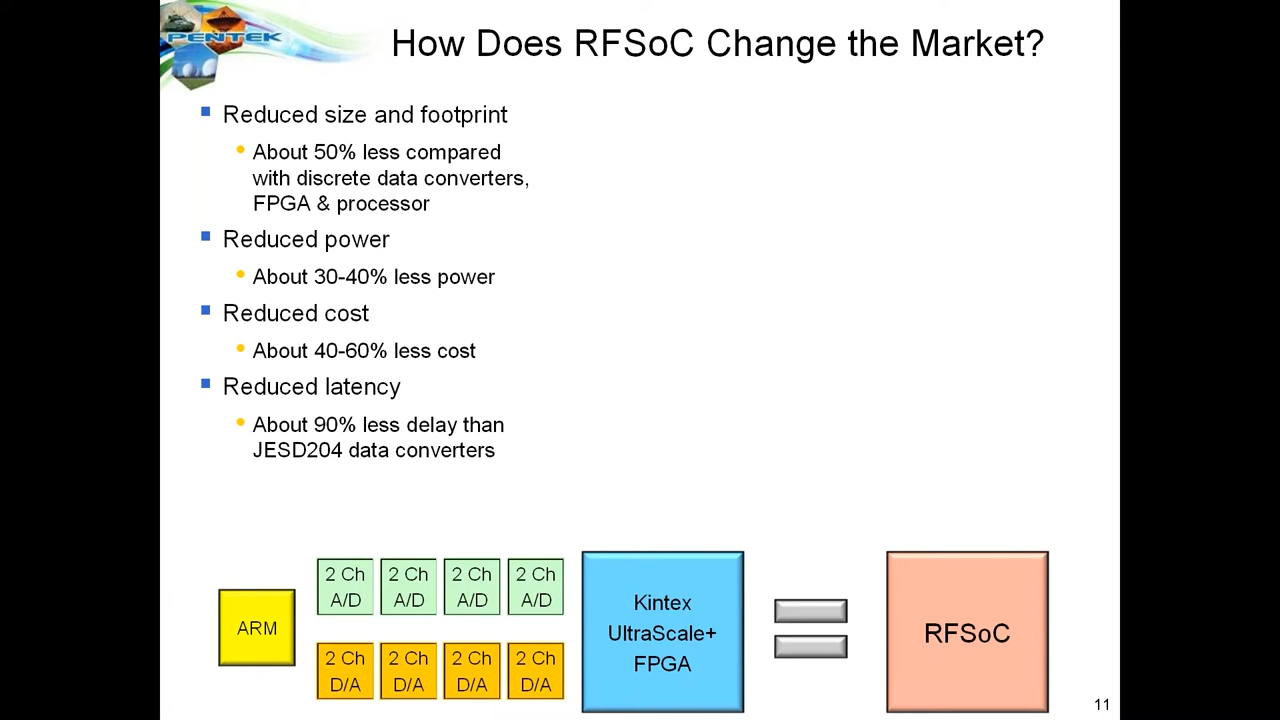 PENTEK
How Does RFSoC Change the Market?
Reduced size and footprint
About 50% less compared
with discrete data converters,
FPGA & processor
Reduced power
About 30-40% less power
Reduced cost
About 40-60% less cost
Reduced latency
About 90% less delay than
JESD204 data converters
ARM
2 Ch
A/D
2 Ch
A/D
2 Ch
A/D
2 Ch
A/D
2 Ch
D/A
2 Ch
D/A
2 Ch
D/A
2 Ch
D/A
Kintex
UltraScale+
FPGA
RFSoC
11